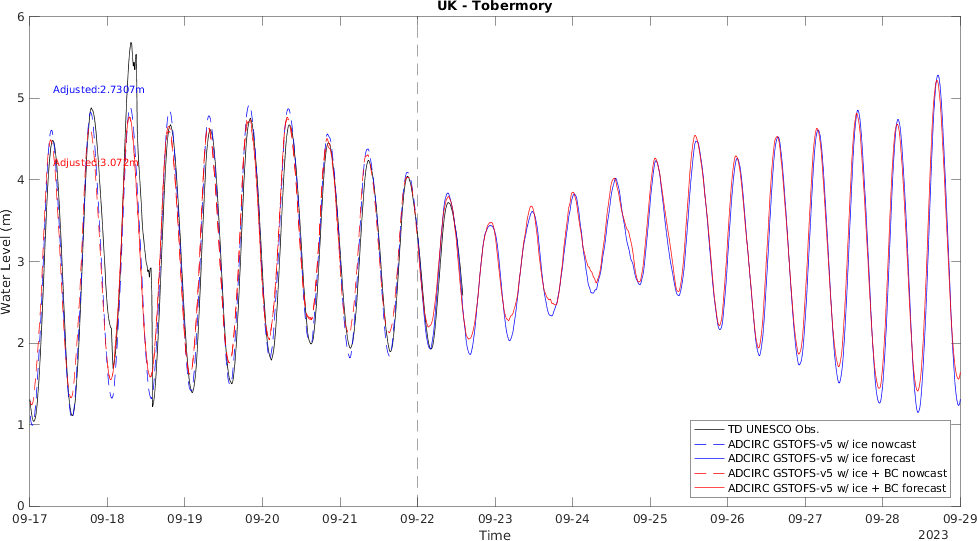 UK - Tobermory
6
5
4
3
2
1
0
Water Level (m)
Adjusted:2.7307m
Adjusted:3.072m
TD UNESCO Obs.
ADCIRC GSTOFS-v5 w/ ice nowcast
ADCIRC GSTOFS-v5 w/ ice forecast
ADCIRC GSTOFS-v5 w/ ice + BC nowcast
ADCIRC GSTOFS-v5 w/ ice + BC forecast
09-17 09-18 09-19 09-20 09-21 09-22 09-23 09-24 09-25 09-26 09-27 09-28 09-29
Time
2023